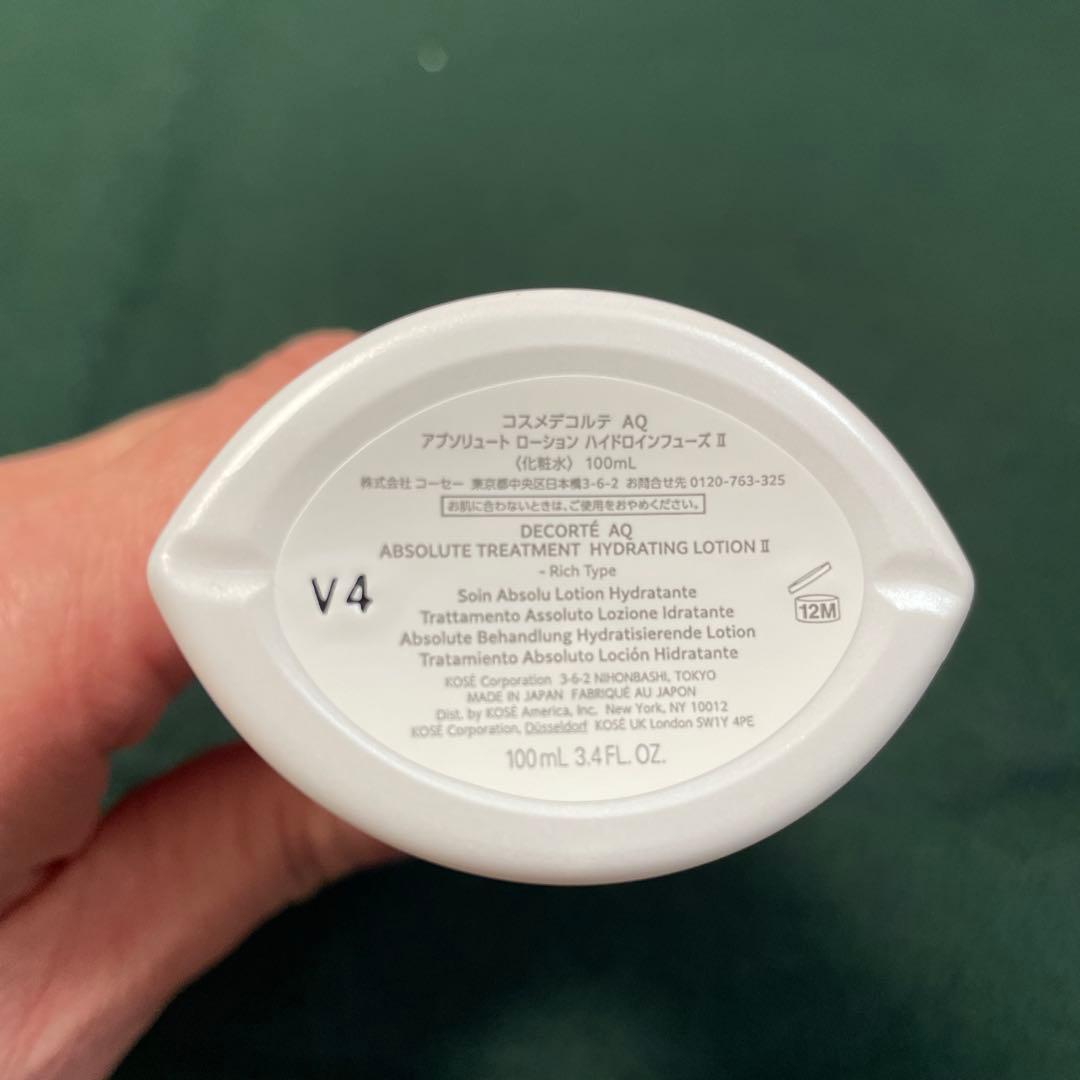 コスメデコルテ AQ
アブソリュート ローション ハイドロインフューズ Ⅱ
〈化粧水〉 100mL
株式会社 コーセー 東京都中央区日本橋3-6-2 お問合せ先 0120-763-325
お肌に合わないときは、ご使用をおやめください。
DECORTÉ AQ
ABSOLUTE TREATMENT HYDRATING LOTION Ⅱ
- Rich Type
Soin Absolu Lotion Hydratante
Trattamento Assoluto Lozione Idratante
Absolute Behandlung Hydratisierende Lotion
Tratamiento Absoluto Loción Hidratante
KOSÉ Corporation 3-6-2 NIHONBASHI, TOKYO
MADE IN JAPAN FABRIQUÉ AU JAPON
Dist. by KOSÉ America, Inc. New York, NY 10012
KOSÉ Corporation, Düsseldorf KOSÉ UK London SW1Y 4PE
100mL 3.4FL. OZ.
V4
12M